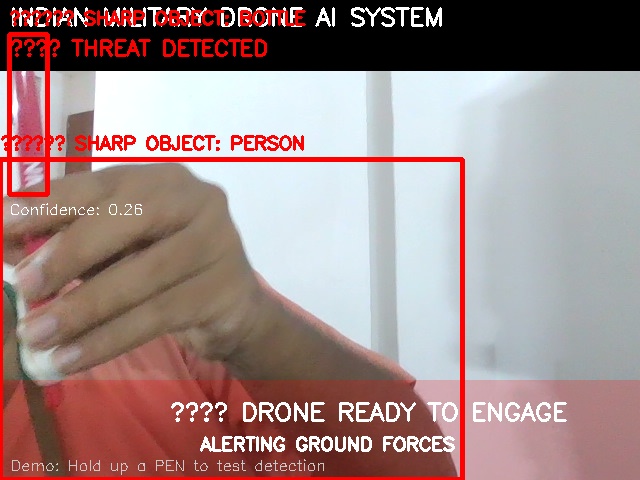 INDIAN MILITARY DRONE AI SYSTEM
?????? SHARP OBJECT: BOTTLE
???? THREAT DETECTED
?????? SHARP OBJECT: PERSON
Confidence: 0.26
???? DRONE READY TO ENGAGE
ALERTING GROUND FORCES
Demo: Hold up a PEN to test detection